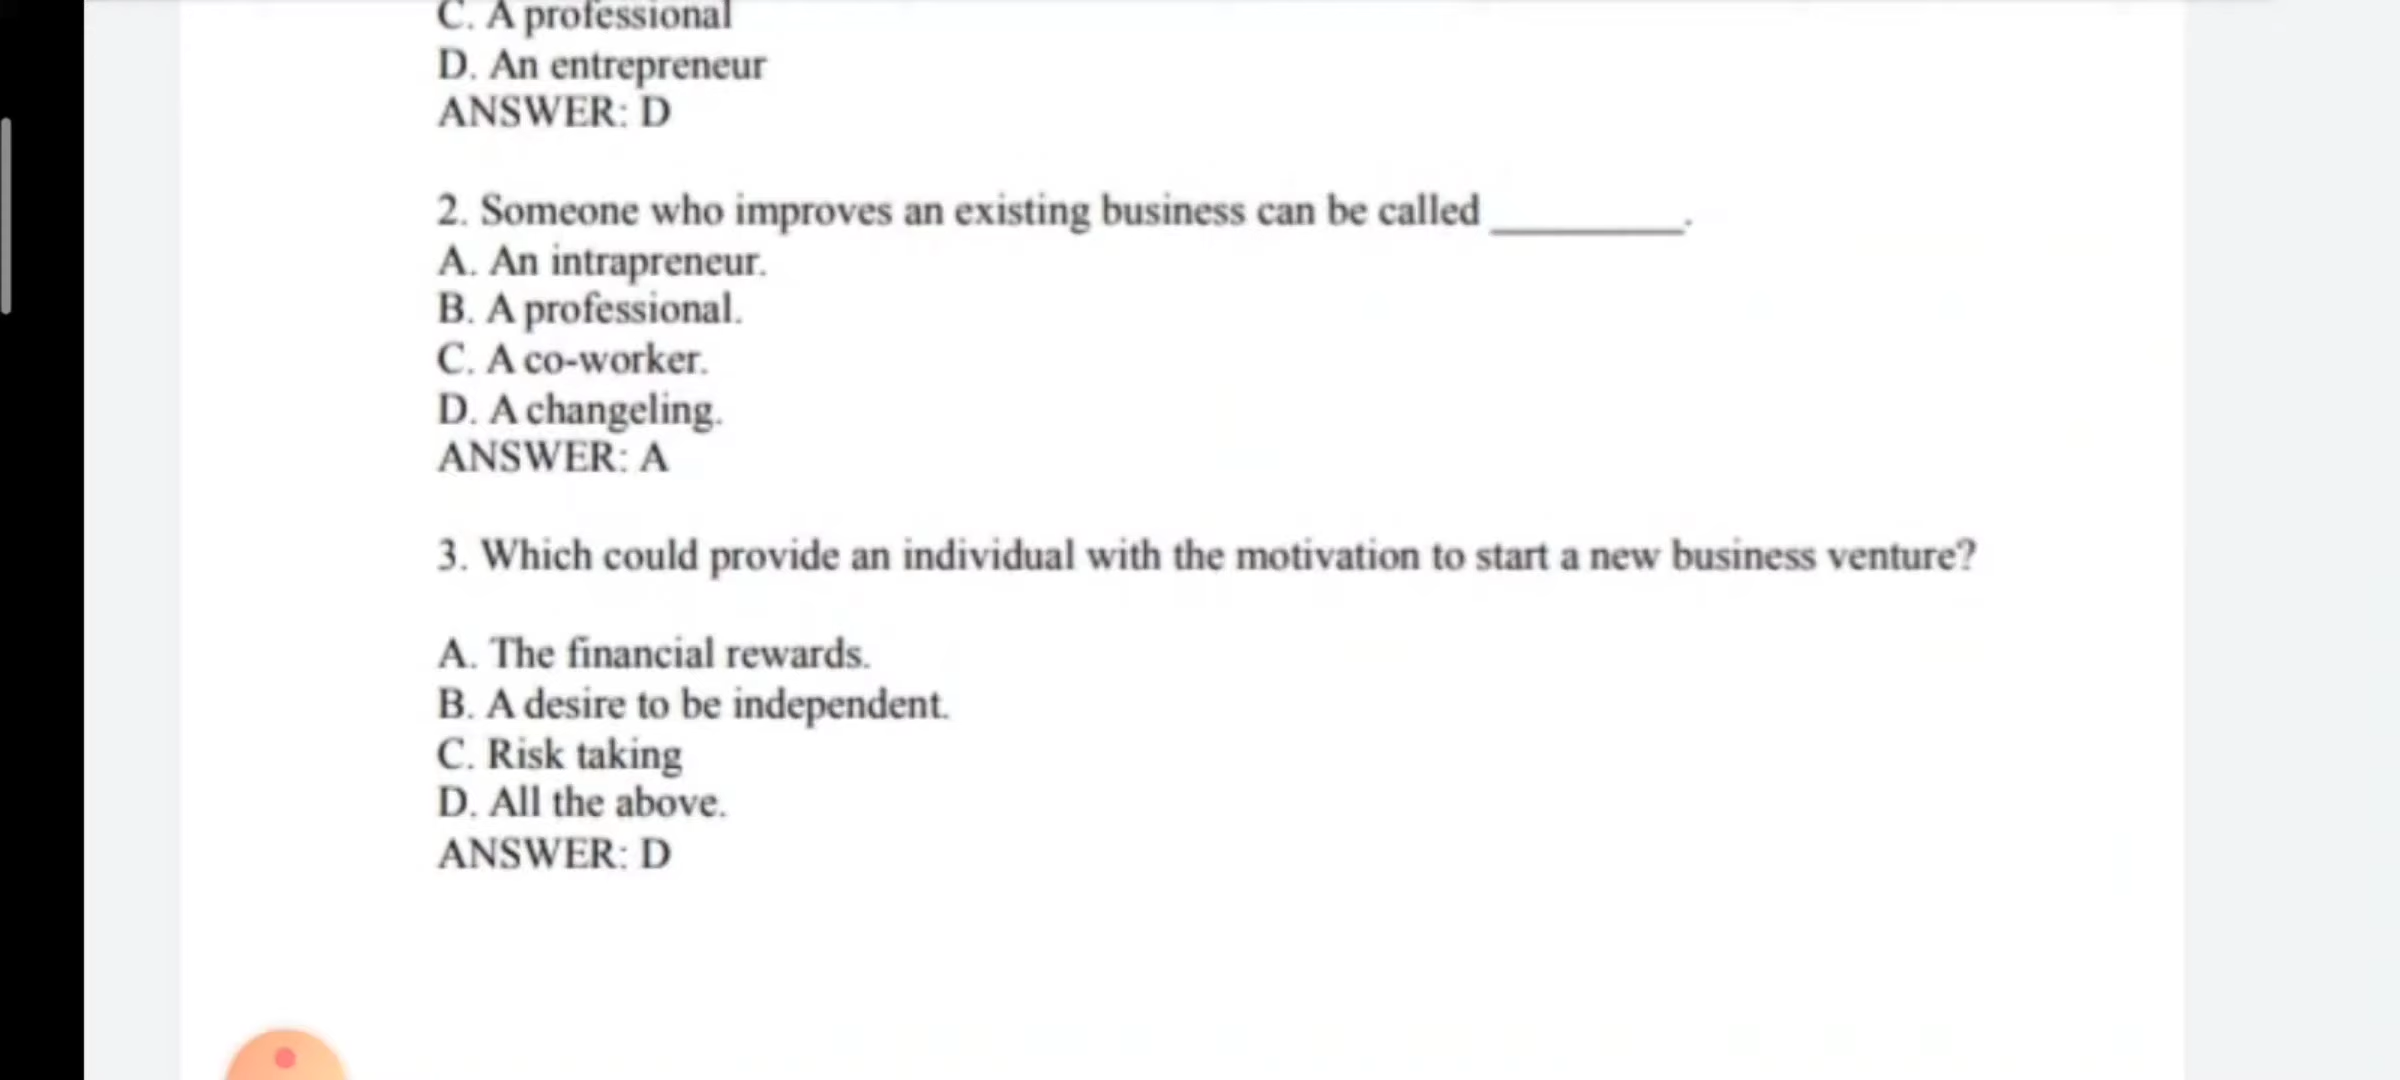 C. A professional
D. An entrepreneur
ANSWER: D
2. Someone who improves an existing business can be called _________.
A. An intrapreneur.
B. A professional.
C. A co-worker.
D. A changeling.
ANSWER: A
3. Which could provide an individual with the motivation to start a new business venture?
A. The financial rewards.
B. A desire to be independent.
C. Risk taking
D. All the above.
ANSWER: D